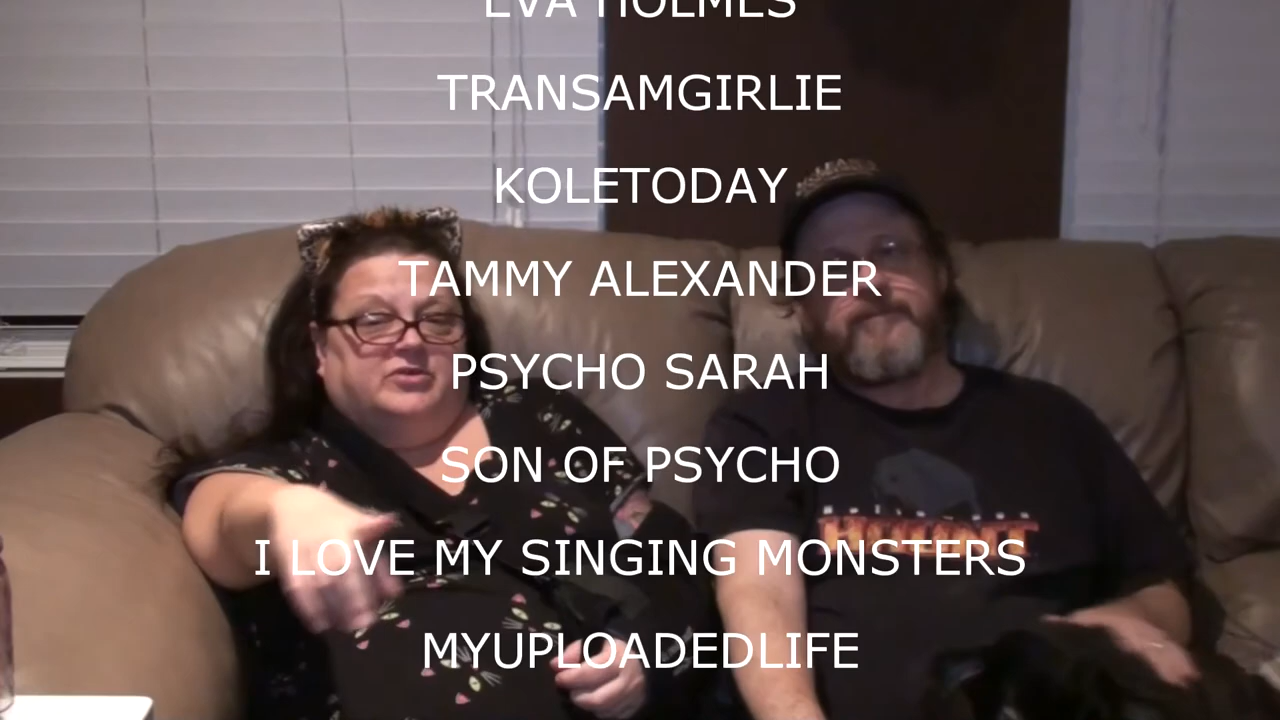 EVA HOLMES
TRANSAMGIRLIE
KOLETODAY
TAMMY ALEXANDER
PSYCHO SARAH
SON OF PSYCHO
I LOVE MY SINGING MONSTERS
MYUPLOADEDLIFE